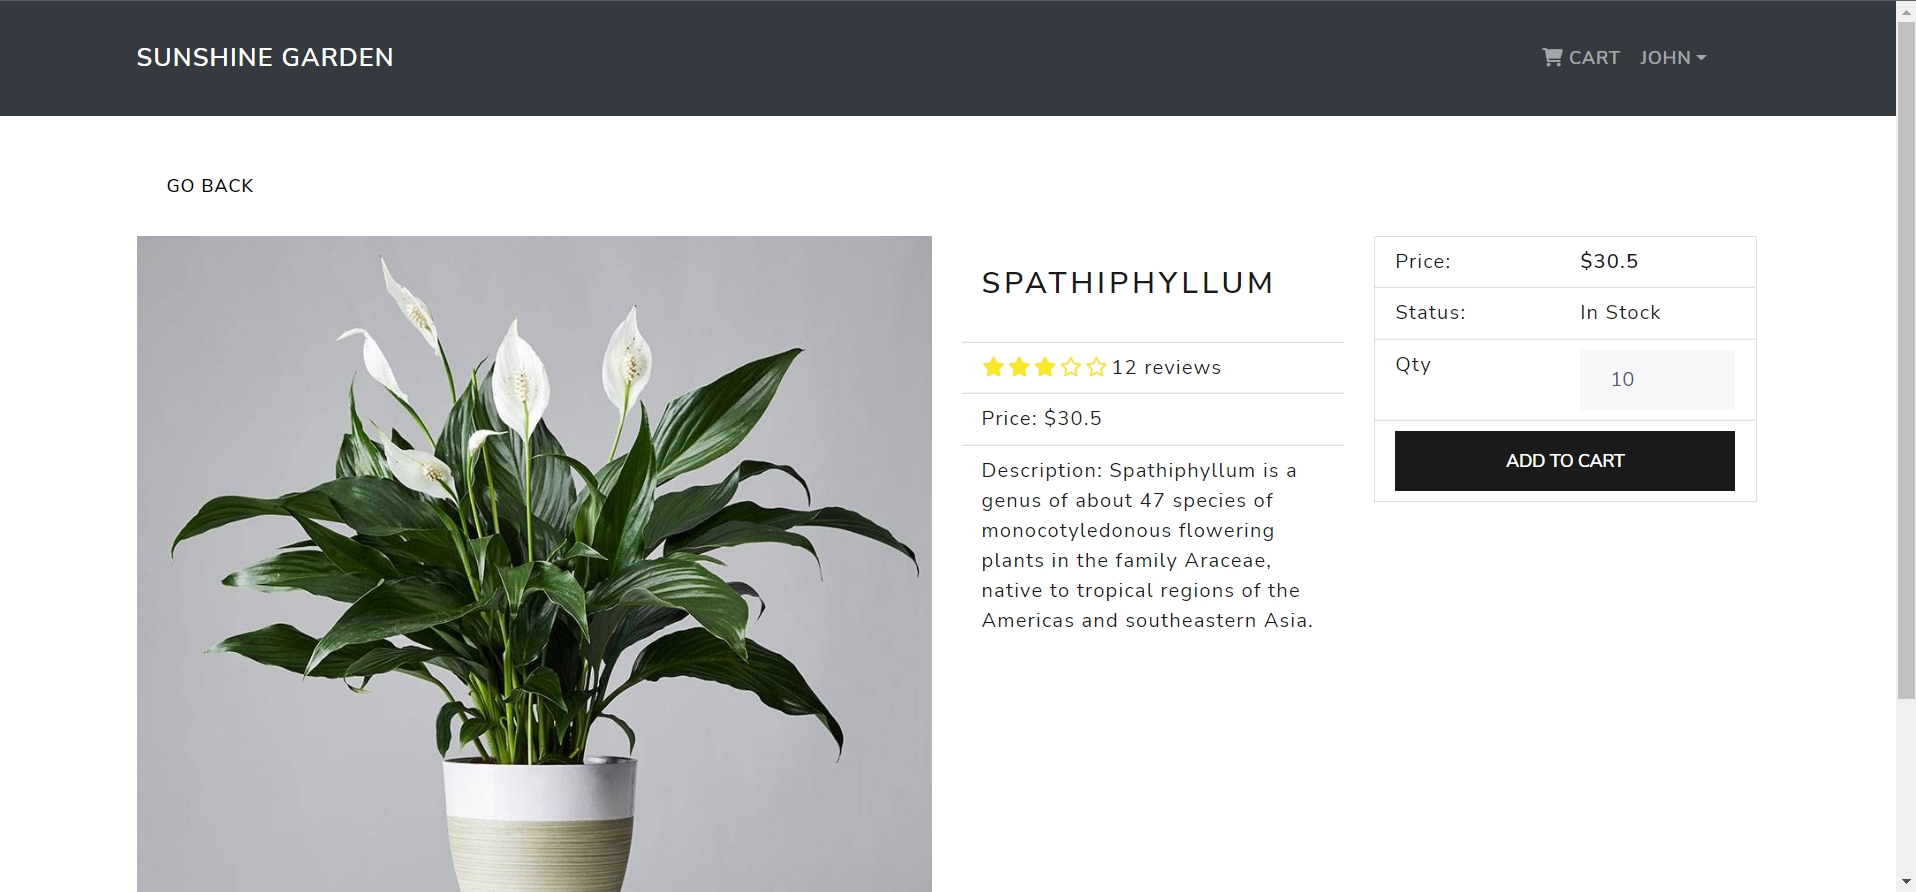 SUNSHINE GARDEN
CART
JOHN
GO BACK
SPATHIPHYLLUM
12 reviews
Price: $30.5
Description: Spathiphyllum is a
genus of about 47 species of
monocotyledonous flowering
plants in the family Araceae,
native to tropical regions of the
Americas and southeastern Asia.
Price: $30.5
Status: In Stock
Qty 10
ADD TO CART